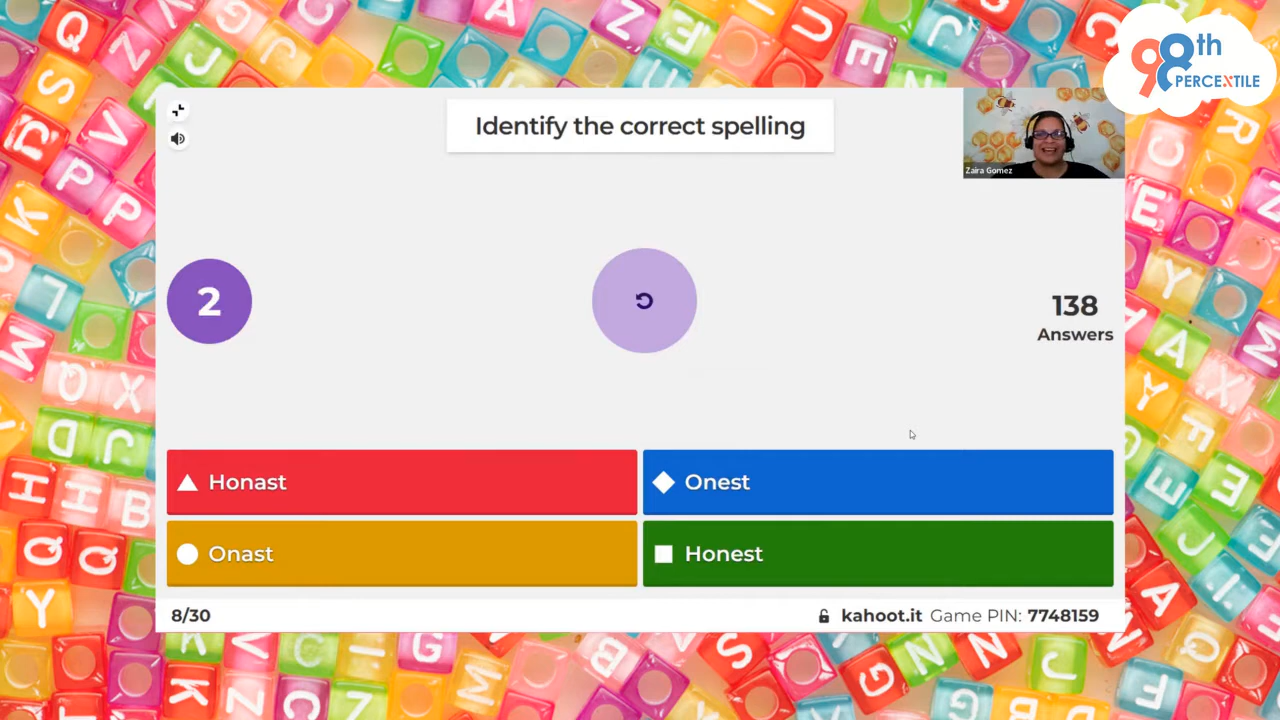 98th
PERCEXTILE
Identify the correct spelling
Zaira Gomez
2
138
Answers
Honast
Onest
Onast
Honest
8/30
kahoot.it Game PIN: 7748159